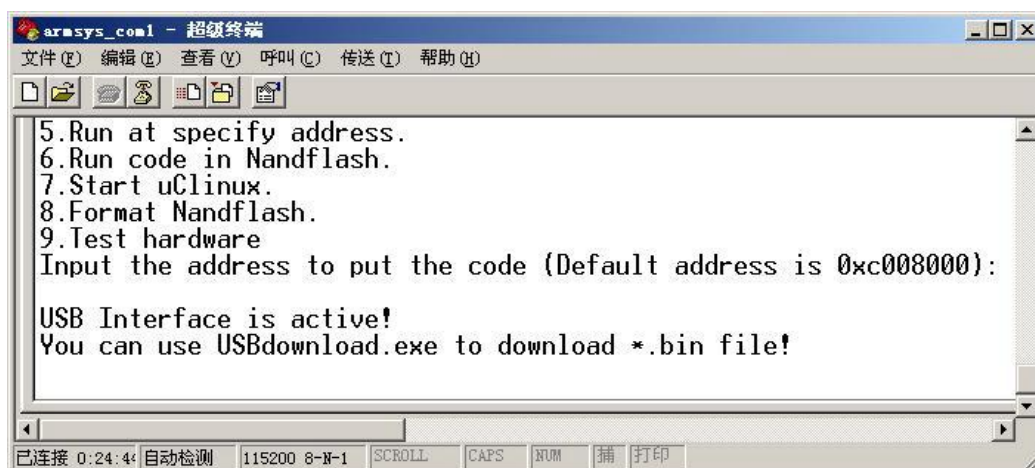 armsys_com1 - 超级终端
文件(F) 编辑(E) 查看(V) 呼叫(C) 传送(T) 帮助(H)
5.Run at specify address.
6.Run code in Nandflash.
7.Start uClinux.
8.Format Nandflash.
9.Test hardware
Input the address to put the code (Default address is 0xc008000):
USB Interface is active!
You can use USBdownload.exe to download *.bin file!
已连接 0:24:44 自动检测 115200 8-N-1 SCROLL CAPS NUM 捕 打印